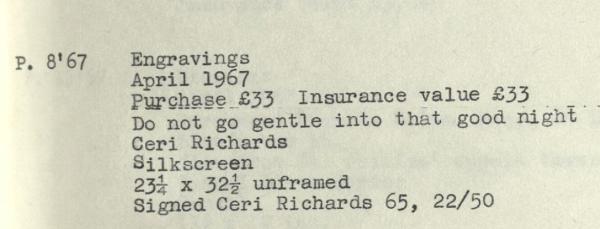 P. 8'67 Engravings
April 1967
Purchase £33 Insurance value £33
Do not go gentle into that good night
Ceri Richards
Silkscreen
23¼ x 32½ unframed
Signed Ceri Richards 65, 22/50